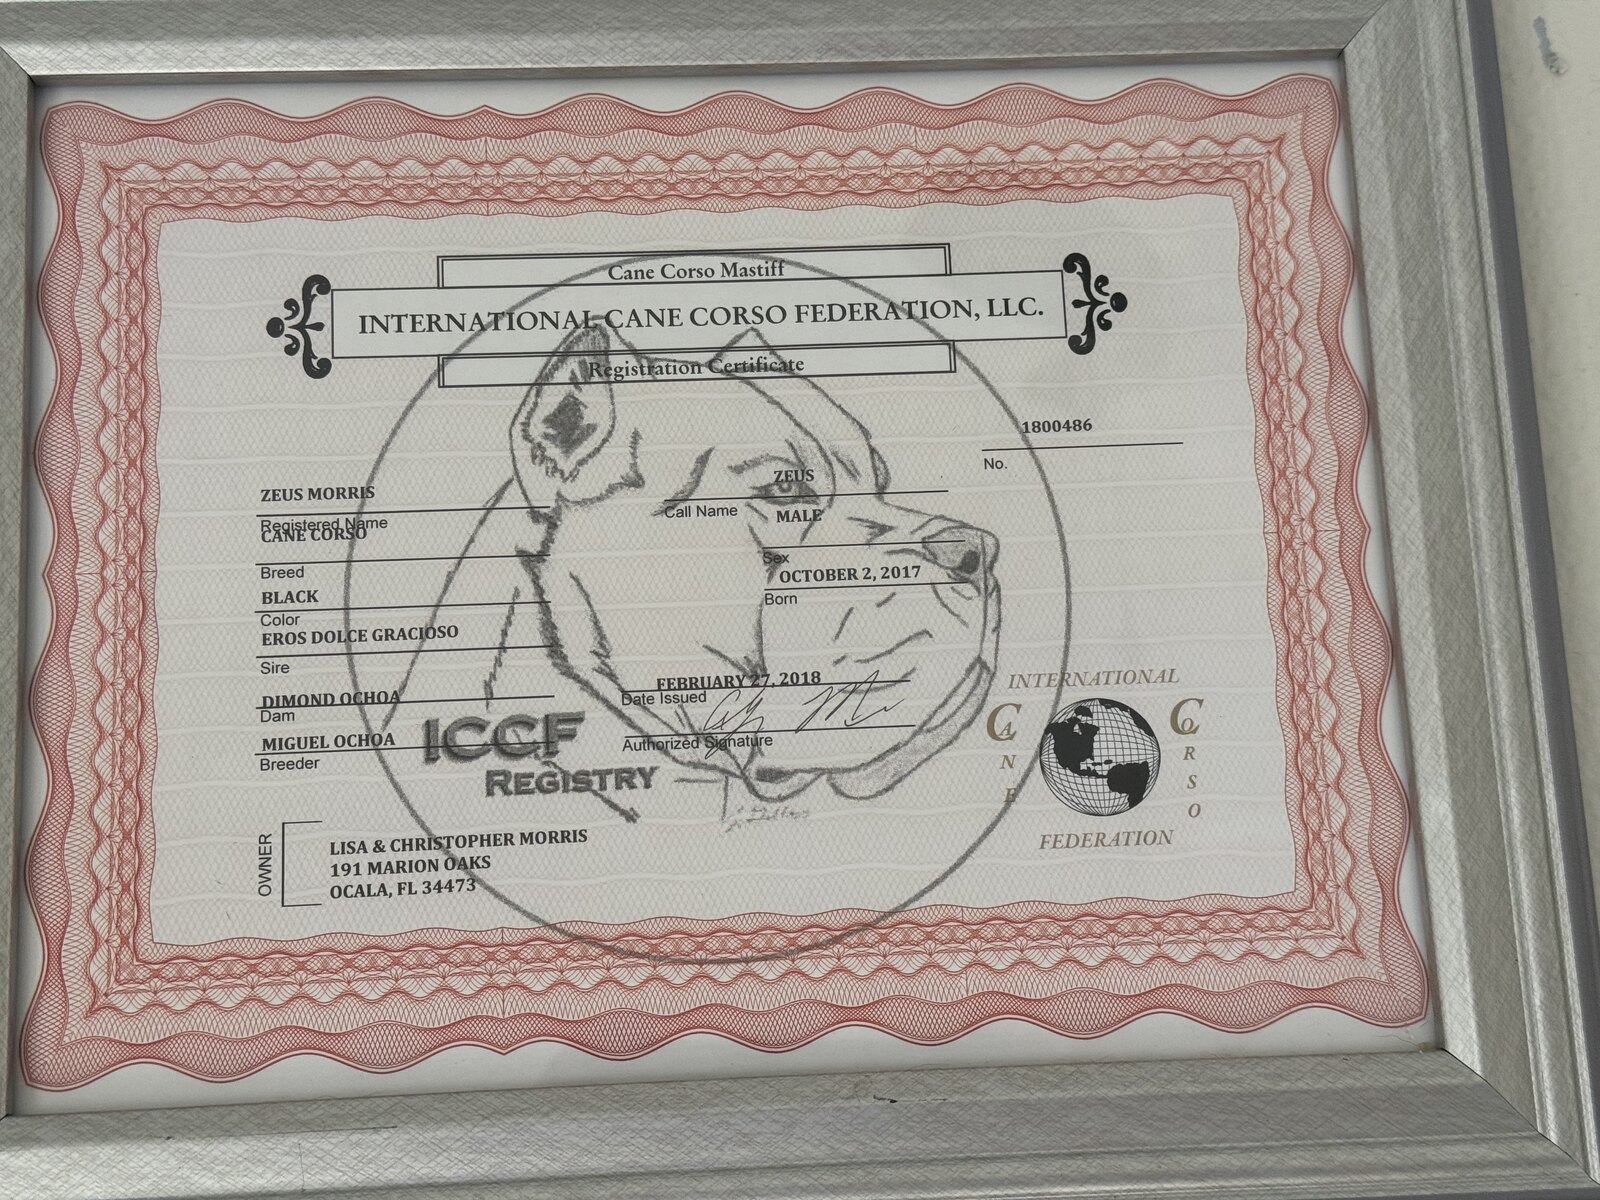 Cane Corso Mastiff
INTERNATIONAL CANE CORSO FEDERATION, LLC.
Registration Certificate
1800486
No.
ZEUS MORRIS
Registered Name
ZEUS
Call Name
CANE CORSO
Breed
MALE
Sex
BLACK
Color
OCTOBER 2, 2017
Born
EROS DOLCE GRACIOSO
Sire
DIMOND OCHOA
Dam
FEBRUARY 27, 2018
Date Issued
MIGUEL OCHOA
Breeder
Authorized Signature
ICCF
REGISTRY
INTERNATIONAL
CANE
CORSO
FEDERATION
OWNER
LISA & CHRISTOPHER MORRIS
191 MARION OAKS
OCALA, FL 34473